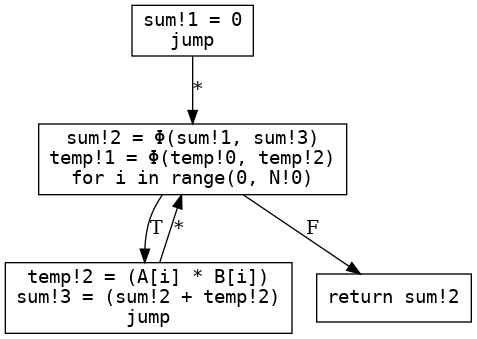 sum!1 = 0
jump
*
sum!2 = Φ(sum!1, sum!3)
temp!1 = Φ(temp!0, temp!2)
for i in range(0, N!0)
T
*
F
temp!2 = (A[i] * B[i])
sum!3 = (sum!2 + temp!2)
jump
return sum!2